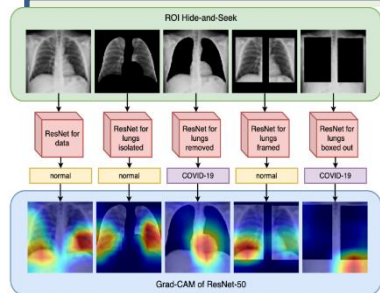 ROI Hide-and-Seek
ResNet for
data
ResNet for
lungs
isolated
ResNet for
lungs
removed
ResNet for
lungs
framed
ResNet for
lungs
boxed out
normal
normal
COVID-19
normal
COVID-19
Grad-CAM of ResNet-50